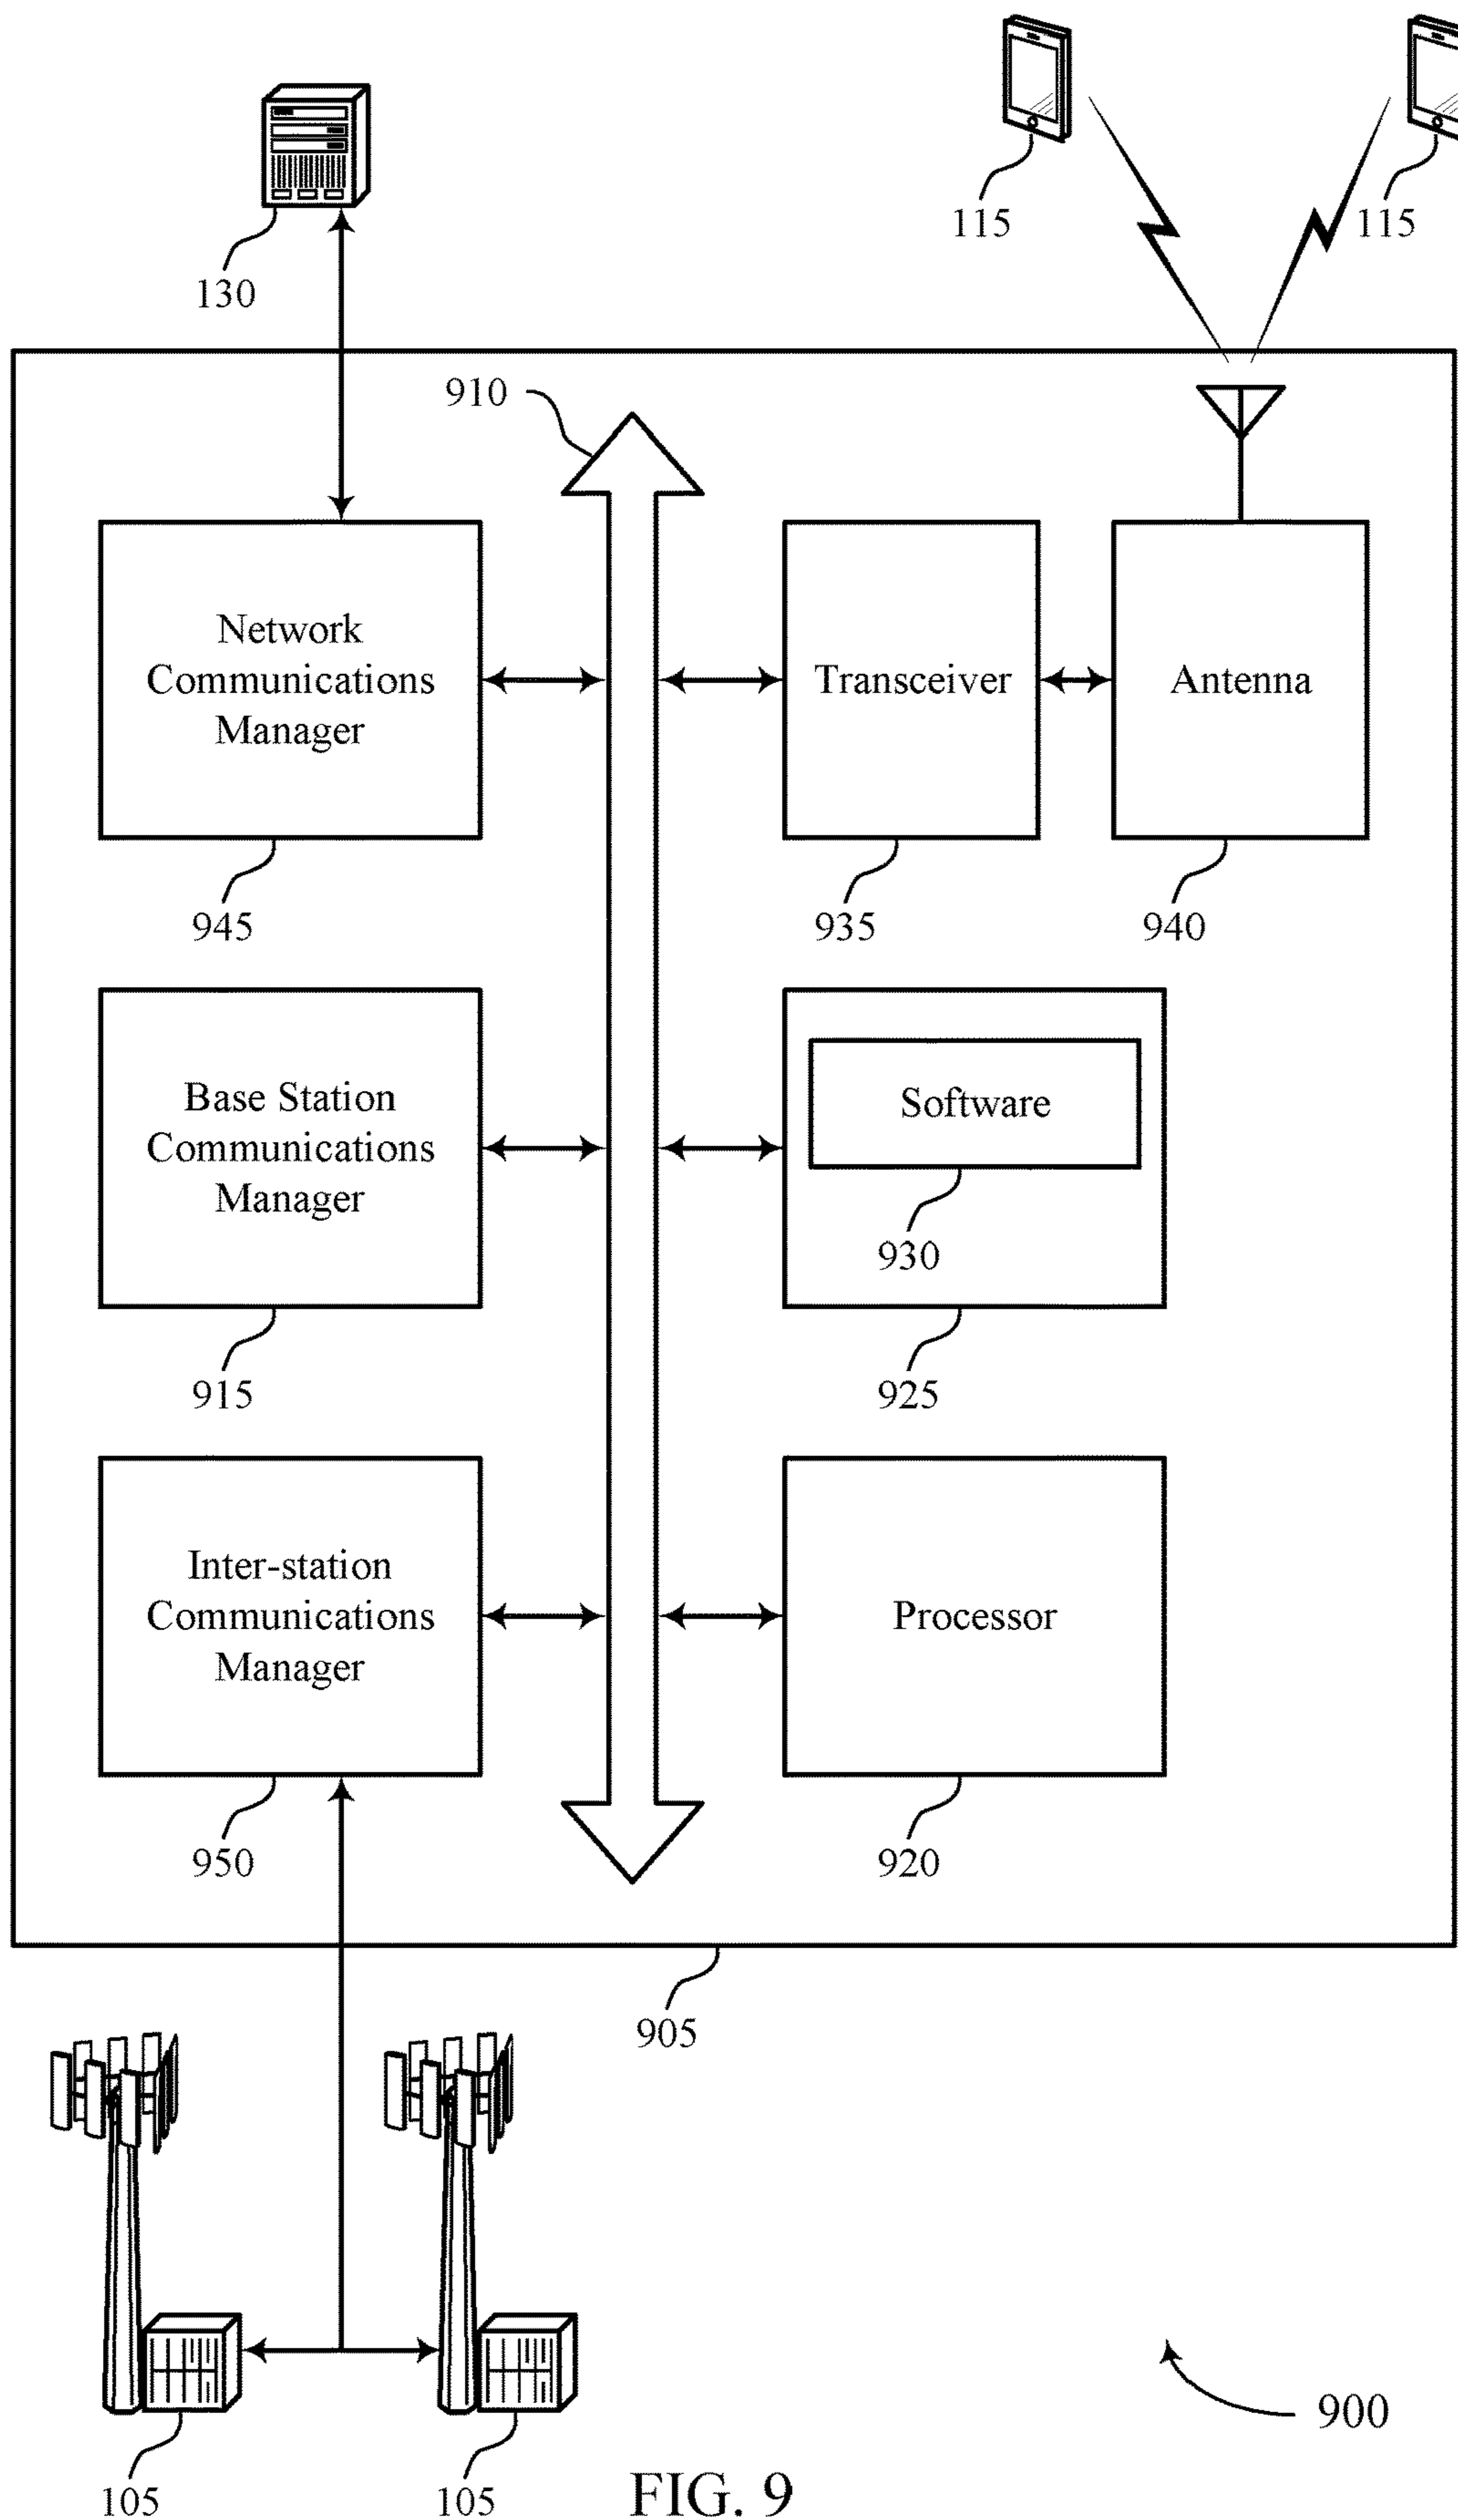 115
115
130
910
Network
Communications
Manager
Transceiver
Antenna
945
935
940
Base Station
Communications
Manager
Software
930
915
925
Inter-station
Communications
Manager
Processor
950
920
905
900
105
105
FIG. 9